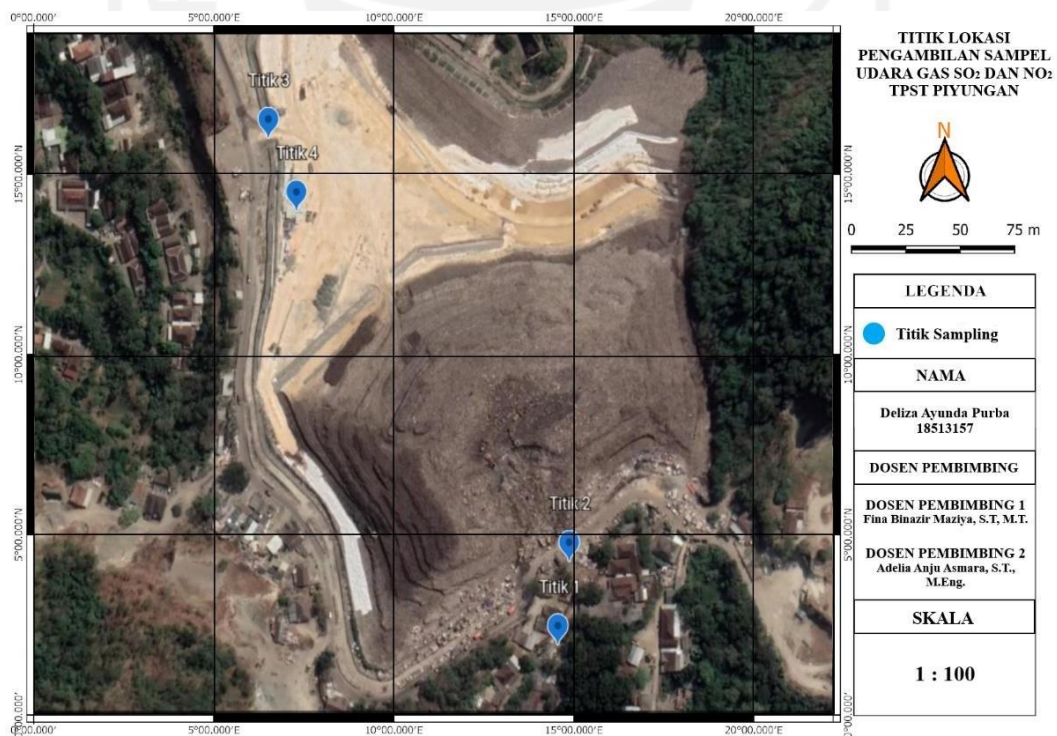 0°00.000'
5°00.000'E
10°00.000'E
15°00.000'E
20°00.000'E
Titik 3
Titik 4
15°00.000'N
15°00.000'N
10°00.000'N
10°00.000'N
Titik 2
5°00.000'N
5°00.000'N
Titik 1
0°00.000'
0°00.000'
0°00.000'E
5°00.000'E
10°00.000'E
15°00.000'E
20°00.000'E
TITIK LOKASI
PENGAMBILAN SAMPEL
UDARA GAS SO₂ DAN NO₂
TPST PIYUNGAN
N
0 25 50 75 m
LEGENDA
Titik Sampling
NAMA
Deliza Ayunda Purba
18513157
DOSEN PEMBIMBING
DOSEN PEMBIMBING 1
Fina Binazir Maziya, S.T, M.T.
DOSEN PEMBIMBING 2
Adelia Anju Asmara, S.T.,
M.Eng.
SKALA
1 : 100